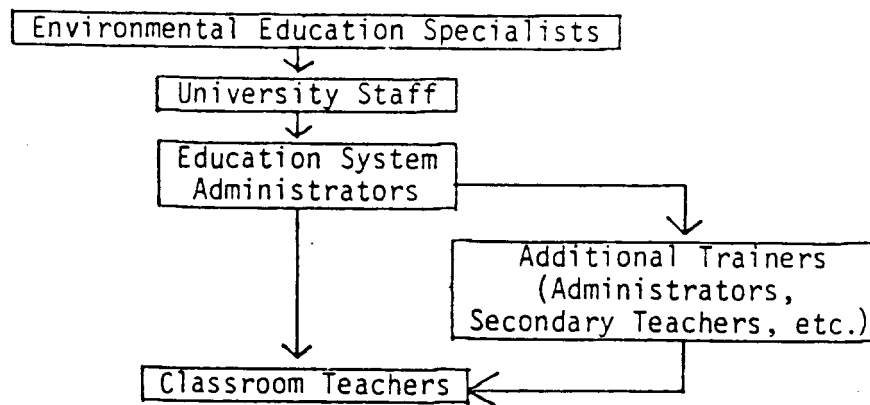 Environmental Education Specialists
University Staff
Education System
Administrators
Additional Trainers
(Administrators,
Secondary Teachers, etc.)
Classroom Teachers